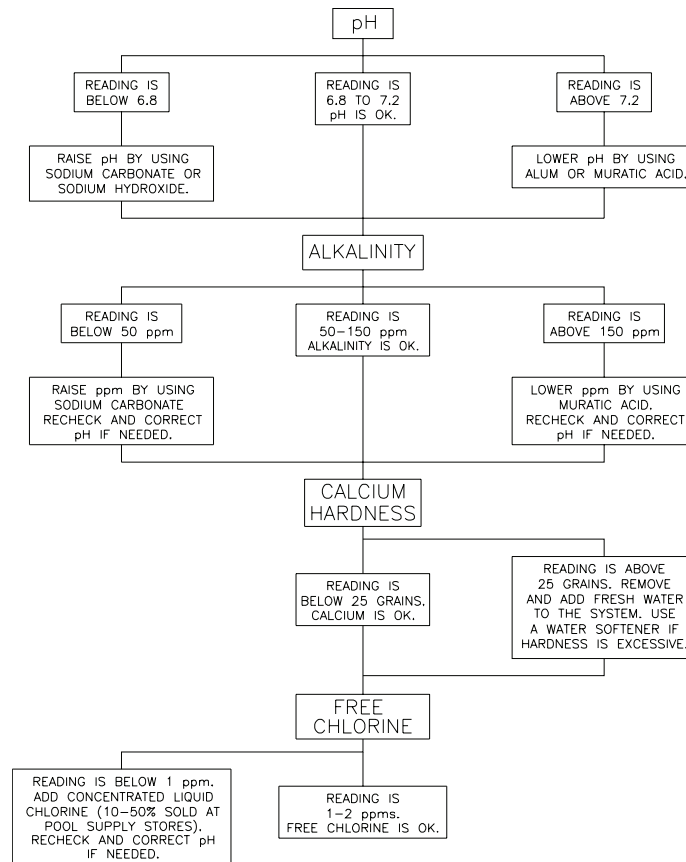 pH
READING IS
BELOW 6.8
READING IS
6.8 TO 7.2
pH IS OK.
READING IS
ABOVE 7.2
RAISE pH BY USING
SODIUM CARBONATE OR
SODIUM HYDROXIDE.
LOWER pH BY USING
ALUM OR MURATIC ACID.
ALKALINITY
READING IS
BELOW 50 ppm
READING IS
50-150 ppm
ALKALINITY IS OK.
READING IS
ABOVE 150 ppm
RAISE ppm BY USING
SODIUM CARBONATE
RECHECK AND CORRECT
pH IF NEEDED.
LOWER ppm BY USING
MURATIC ACID.
RECHECK AND CORRECT
pH IF NEEDED.
CALCIUM
HARDNESS
READING IS
BELOW 25 GRAINS.
CALCIUM IS OK.
READING IS ABOVE
25 GRAINS. REMOVE
AND ADD FRESH WATER
TO THE SYSTEM. USE
A WATER SOFTENER IF
HARDNESS IS EXCESSIVE.
FREE
CHLORINE
READING IS BELOW 1 ppm.
ADD CONCENTRATED LIQUID
CHLORINE (10-50% SOLD AT
POOL SUPPLY STORES).
RECHECK AND CORRECT pH
IF NEEDED.
READING IS
1-2 ppms.
FREE CHLORINE IS OK.